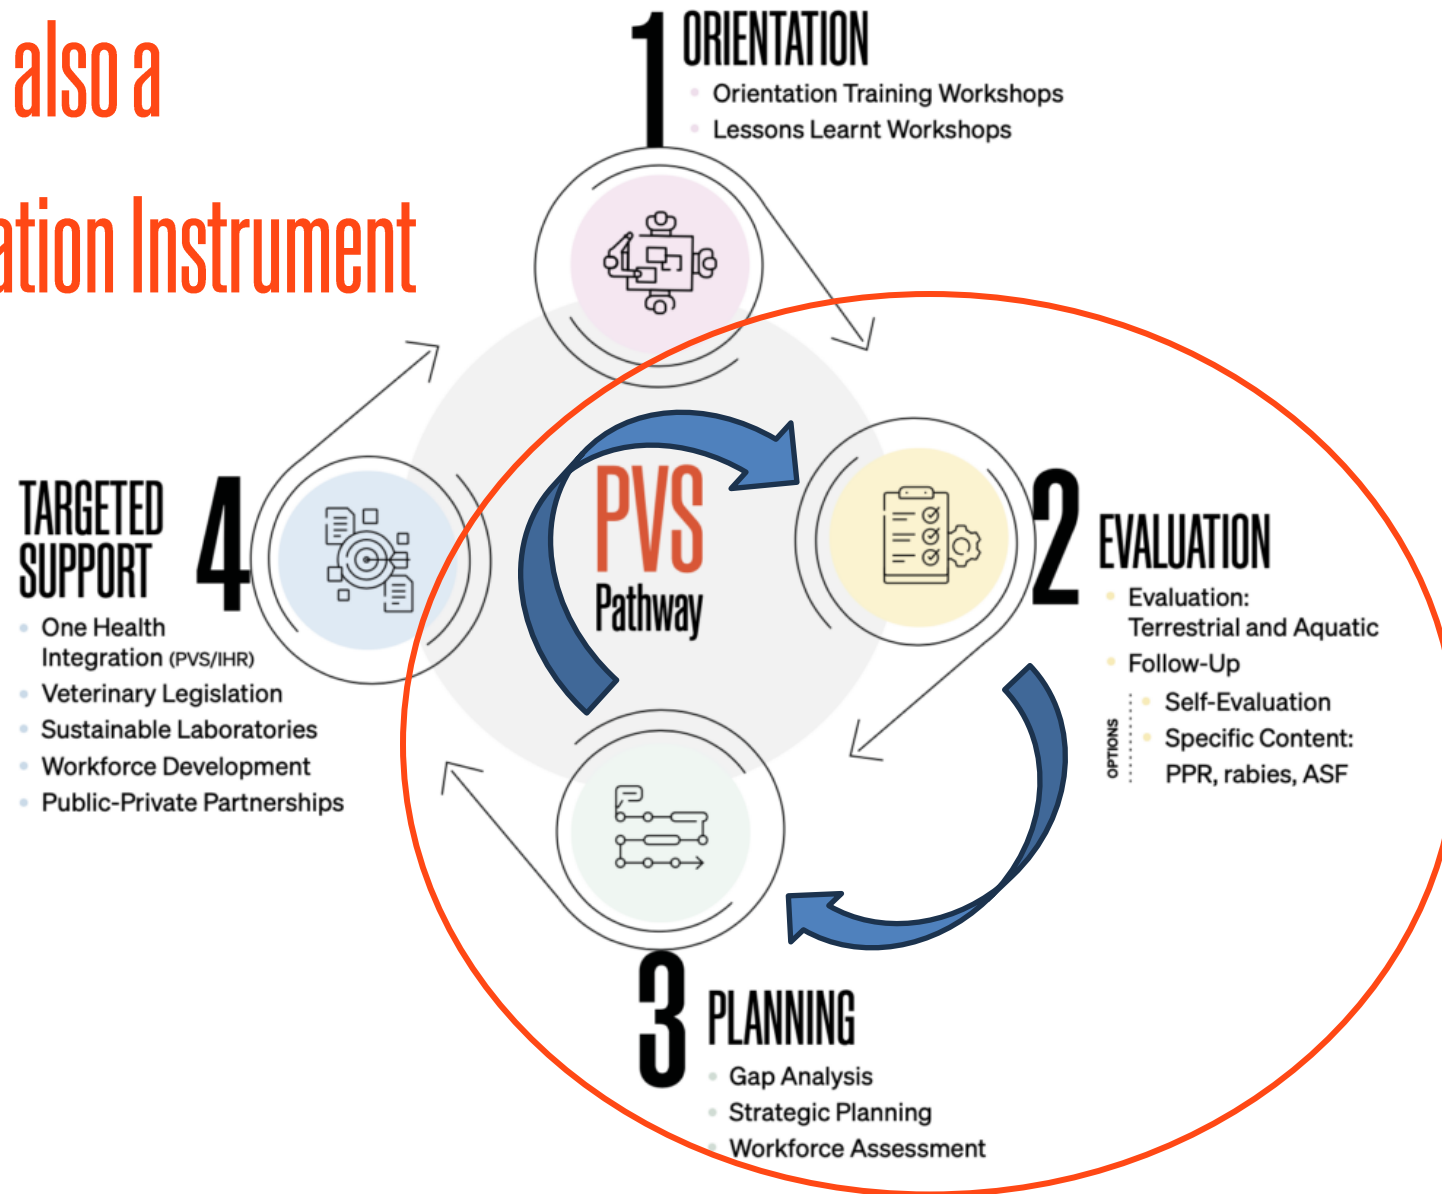 also a
ation Instrument
1 ORIENTATION
Orientation Training Workshops
Lessons Learnt Workshops
PVS
Pathway
2 EVALUATION
Evaluation:
Terrestrial and Aquatic
Follow-Up
OPTIONS
Self-Evaluation
Specific Content:
PPR, rabies, ASF
3 PLANNING
Gap Analysis
Strategic Planning
Workforce Assessment
TARGETED
SUPPORT
4
One Health
Integration (PVS/IHR)
Veterinary Legislation
Sustainable Laboratories
Workforce Development
Public-Private Partnerships